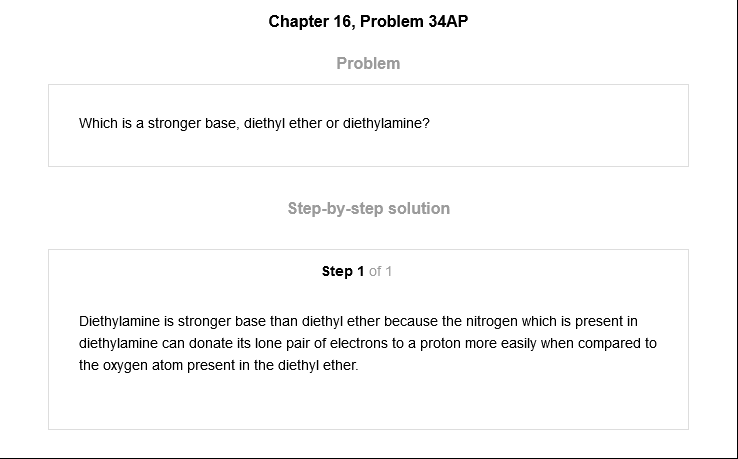 Chapter 16, Problem 34AP
Problem
Which is a stronger base, diethyl ether or diethylamine?
Step-by-step solution
Step 1 of 1
Diethylamine is stronger base than diethyl ether because the nitrogen which is present in
diethylamine can donate its lone pair of electrons to a proton more easily when compared to
the oxygen atom present in the diethyl ether.